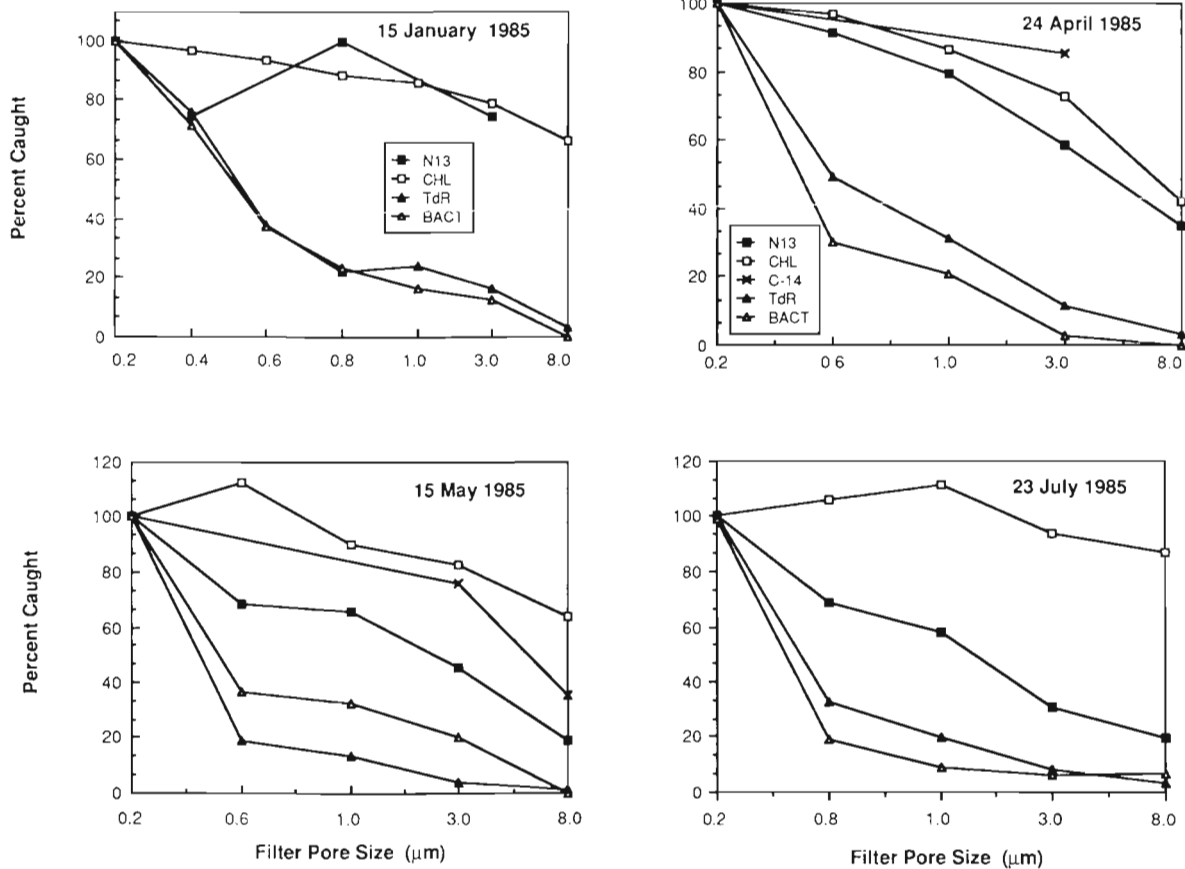 15 January 1985
Percent Caught
100
80
60
40
20
0
N13
CHL
TdR
BACT
0.2 0.4 0.6 0.8 1.0 3.0 8.0
24 April 1985
100
80
60
40
20
0
N13
CHL
C-14
TdR
BACT
0.2 0.6 1.0 3.0 8.0
15 May 1985
Percent Caught
120
100
80
60
40
20
0
0.2 0.6 1.0 3.0 8.0
Filter Pore Size (μm)
23 July 1985
120
100
80
60
40
20
0
0.2 0.8 1.0 3.0 8.0
Filter Pore Size (μm)